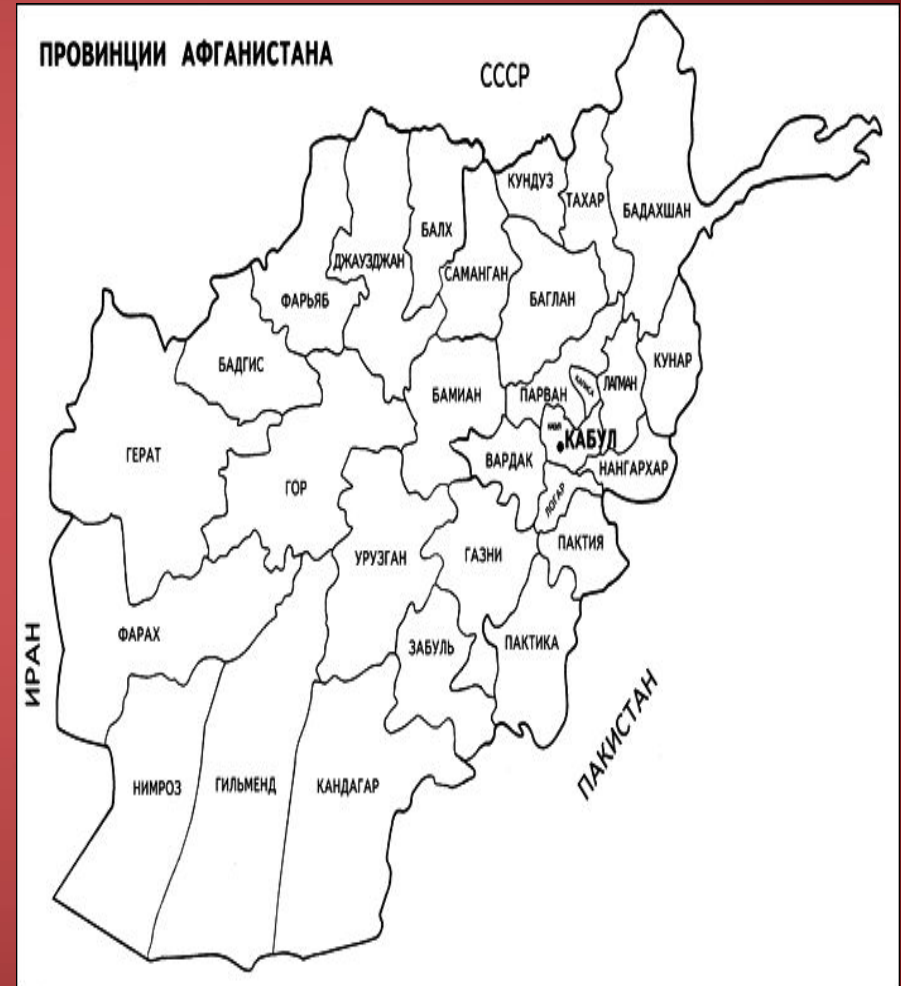 ПРОВИНЦИИ АФГАНИСТАНА
СССР
КУНДУЗ
ТАХАР
БАДАХШАН
БАЛХ
ДЖАУЗДЖАН
САМАНГАН
ФАРЬЯБ
БАГЛАН
БАДГИС
КУНАР
ЛАГМАН
КАПИСА
БАМИАН
ПАРВАН
КАБУЛ
ГЕРАТ
ВАРДАК
НАНГАРХАР
ГОР
ЛОГАР
ПАКТИЯ
УРУЗГАН
ГАЗНИ
ФАРАХ
ЗАБУЛЬ
ПАКТИКА
ИРАН
ПАКИСТАН
НИМРОЗ
ГИЛЬМЕНД
КАНДАГАР